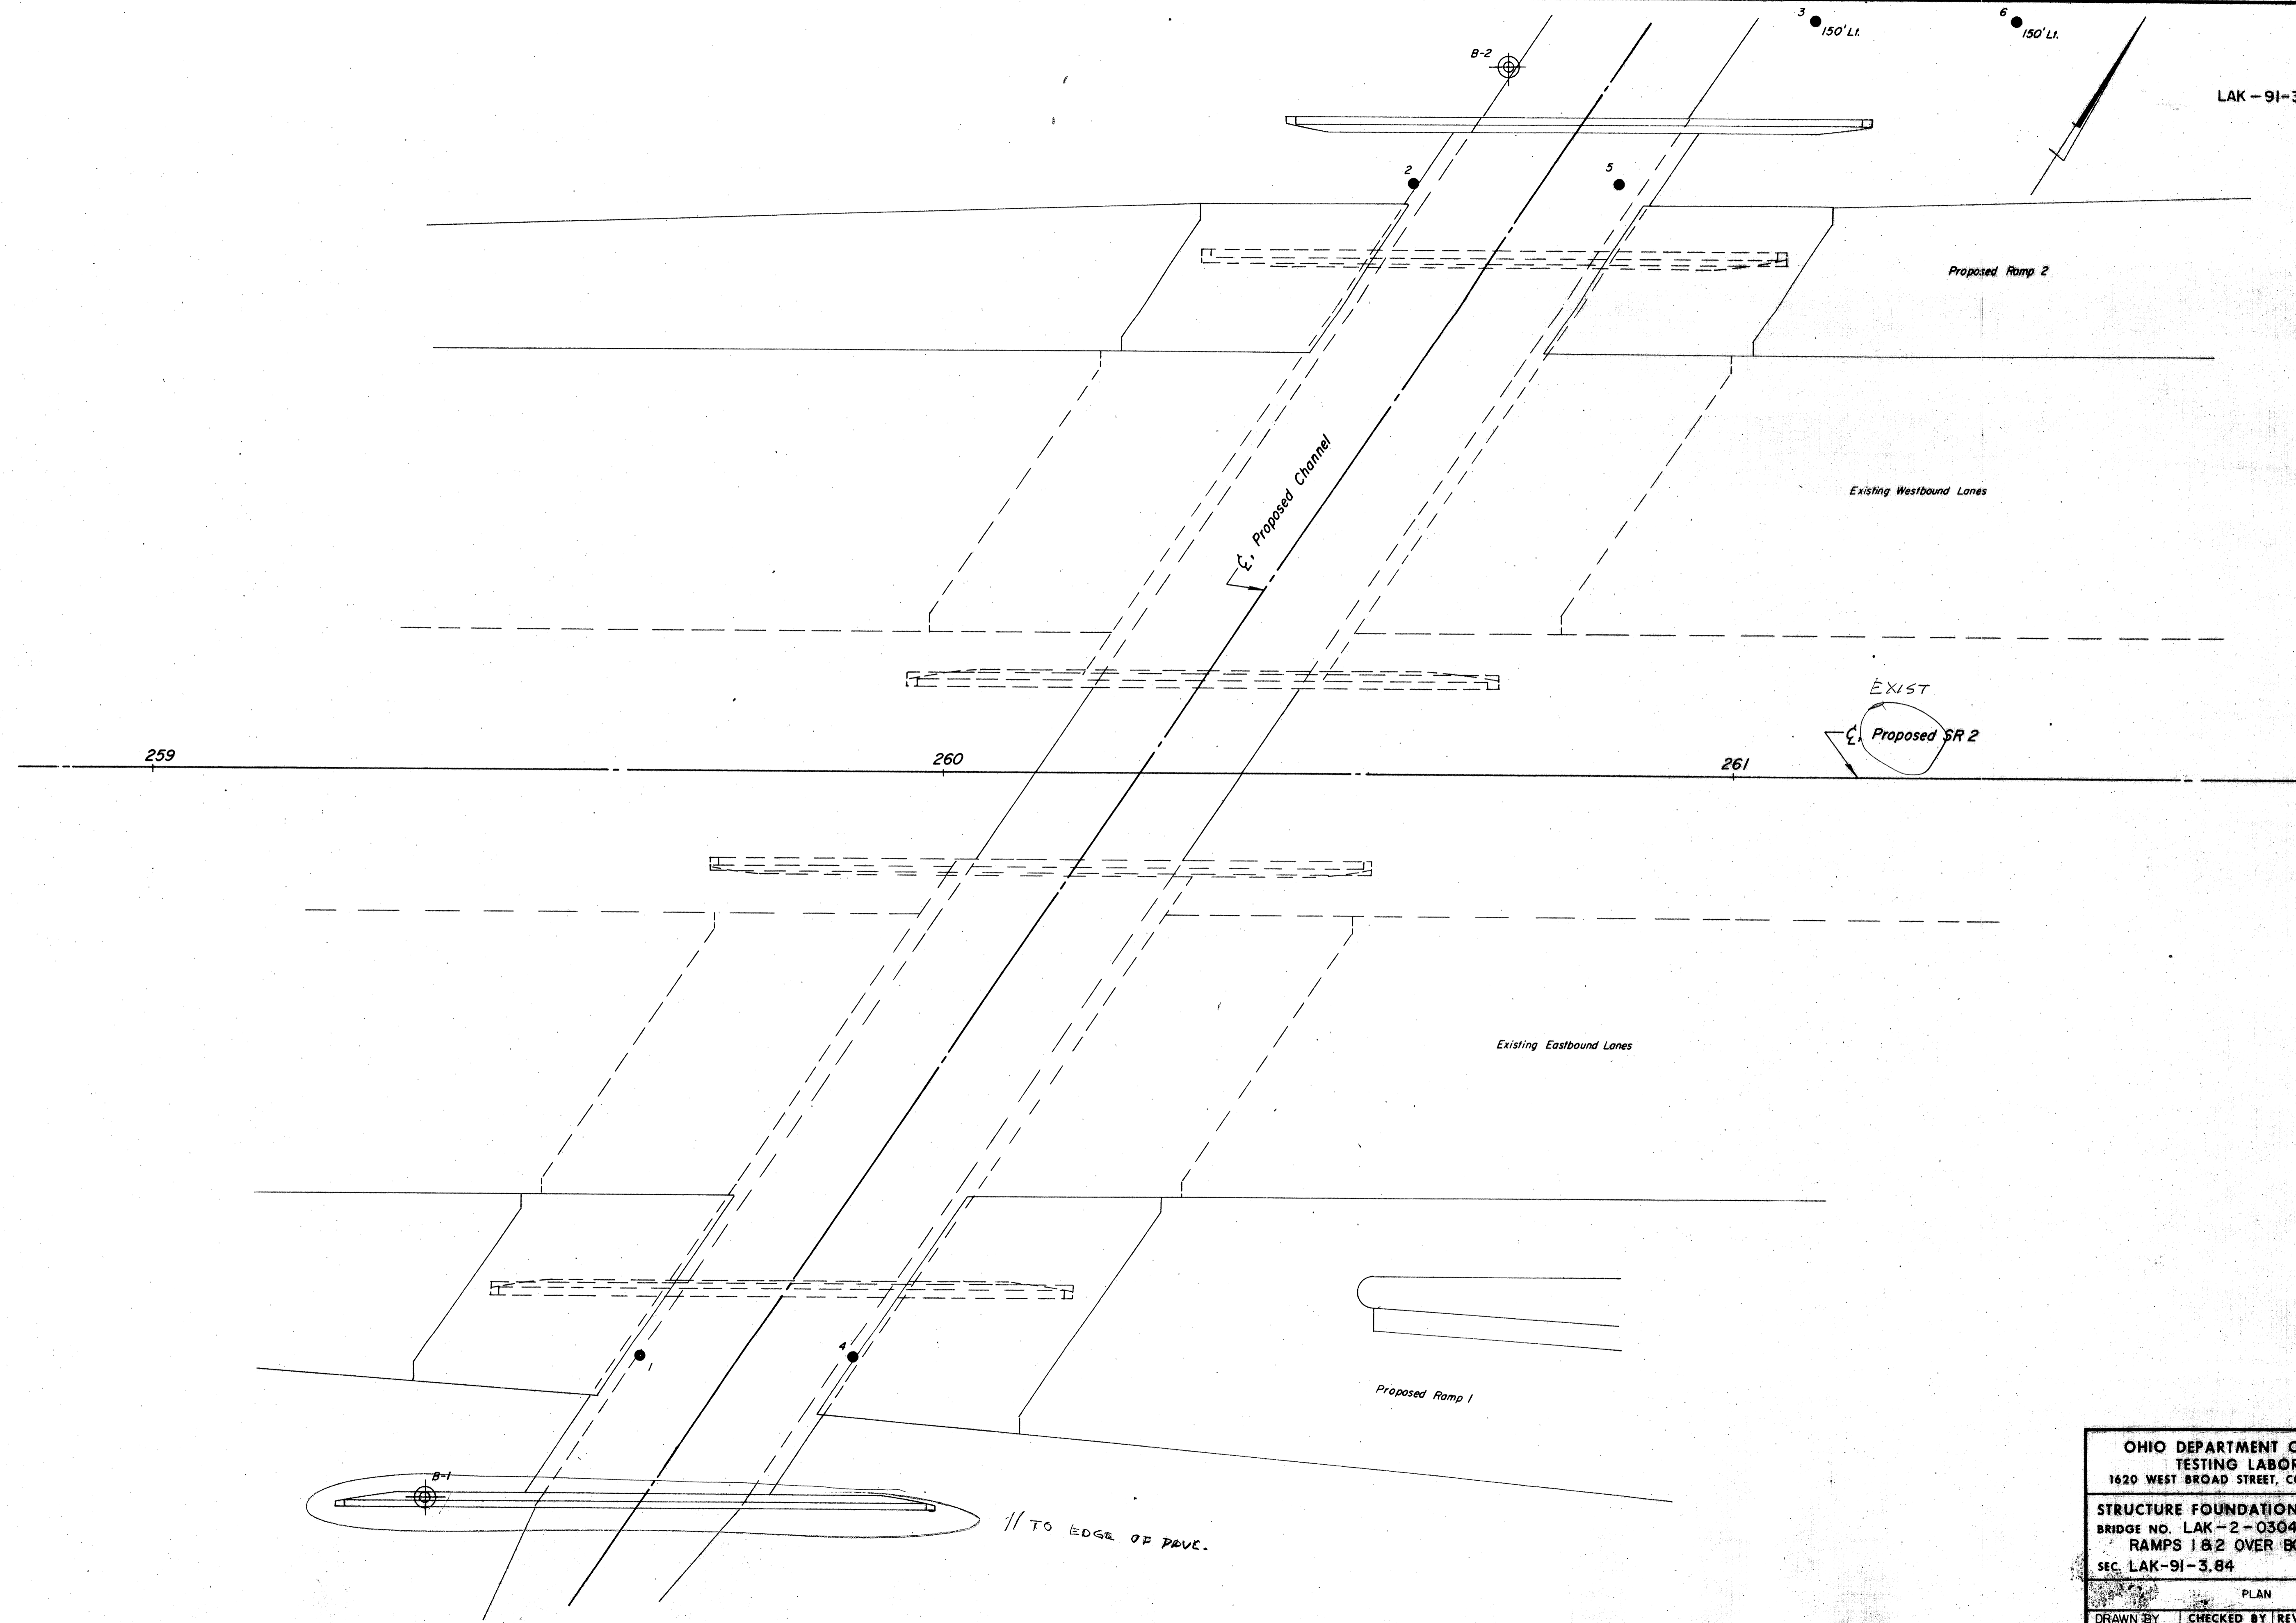 3
150' Lt.
6
150' Lt.
B-2
LAK-91-3
2
5
Proposed Ramp 2
Existing Westbound Lanes
℄, Proposed Channel
EXIST
℄, Proposed SR 2
259
260
261
Existing Eastbound Lanes
1
4
Proposed Ramp 1
B-1
// TO EDGE OF PAVE.
OHIO DEPARTMENT O
TESTING LABOR
1620 WEST BROAD STREET, C
STRUCTURE FOUNDATION
BRIDGE NO. LAK-2-0304
RAMPS 1 & 2 OVER B
SEC. LAK-91-3.84
PLAN
DRAWN BY
CHECKED BY
RE